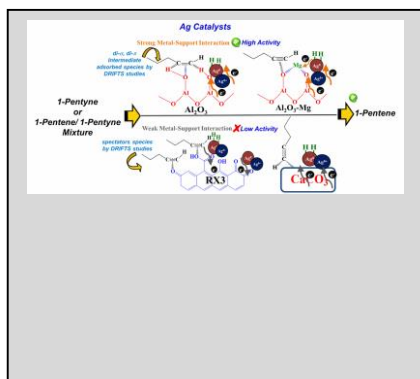 Ag Catalysts
Strong Metal-Support Interaction High Activity
di-σ, di-π
intermediate
adsorbed species by
DRIFTS studies
Al₂O₃
Al₂O₃-Mg
1-Pentyne
or
1-Pentene/ 1-Pentyne
Mixture
1-Pentene
Weak Metal-Support Interaction X Low Activity
spectators species
by DRIFTS studies
RX3